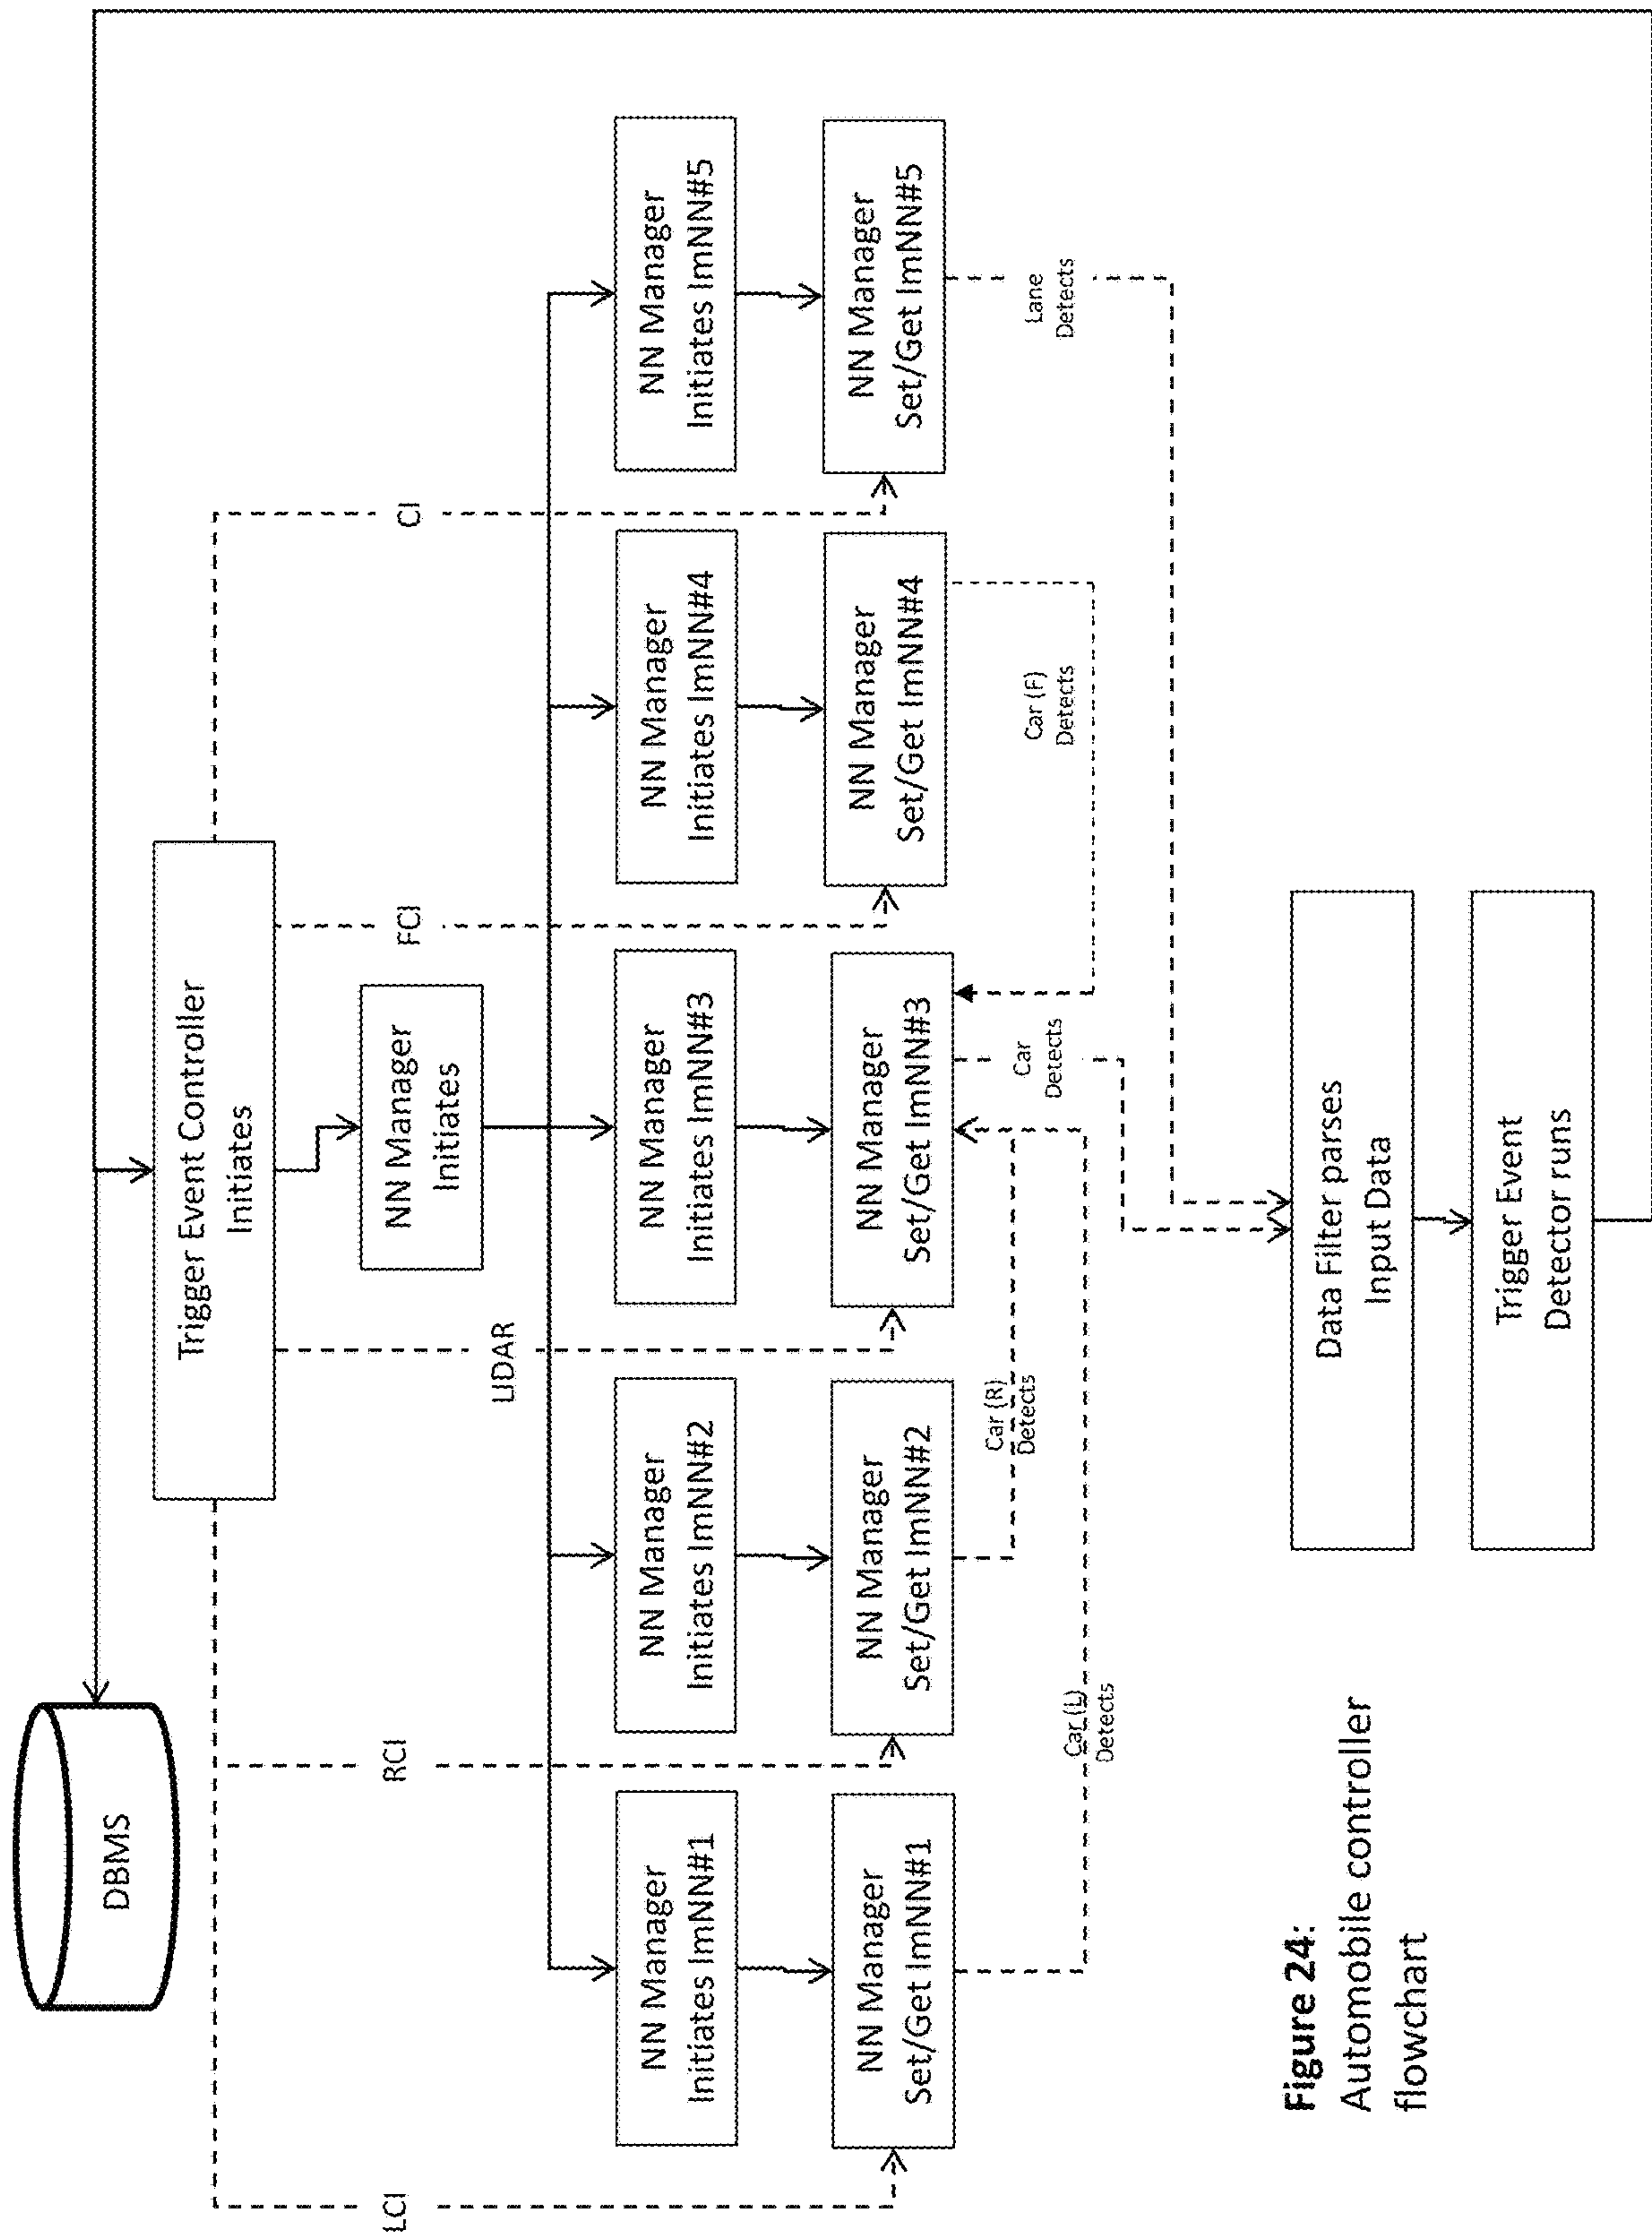 DBMS
Trigger Event Controller
Initiates
NN Manager
Initiates
LCI
RCI
LIDAR
FCI
CI
NN Manager
Initiates ImNN#1
NN Manager
Initiates ImNN#2
NN Manager
Initiates ImNN#3
NN Manager
Initiates ImNN#4
NN Manager
Initiates ImNN#5
NN Manager
Set/Get ImNN#1
NN Manager
Set/Get ImNN#2
NN Manager
Set/Get ImNN#3
NN Manager
Set/Get ImNN#4
NN Manager
Set/Get ImNN#5
Car (L)
Detects
Car (R)
Detects
Car
Detects
Car (F)
Detects
Lane
Detects
Data Filter parses
Input Data
Trigger Event
Detector runs
Figure 24:
Automobile controller
flowchart